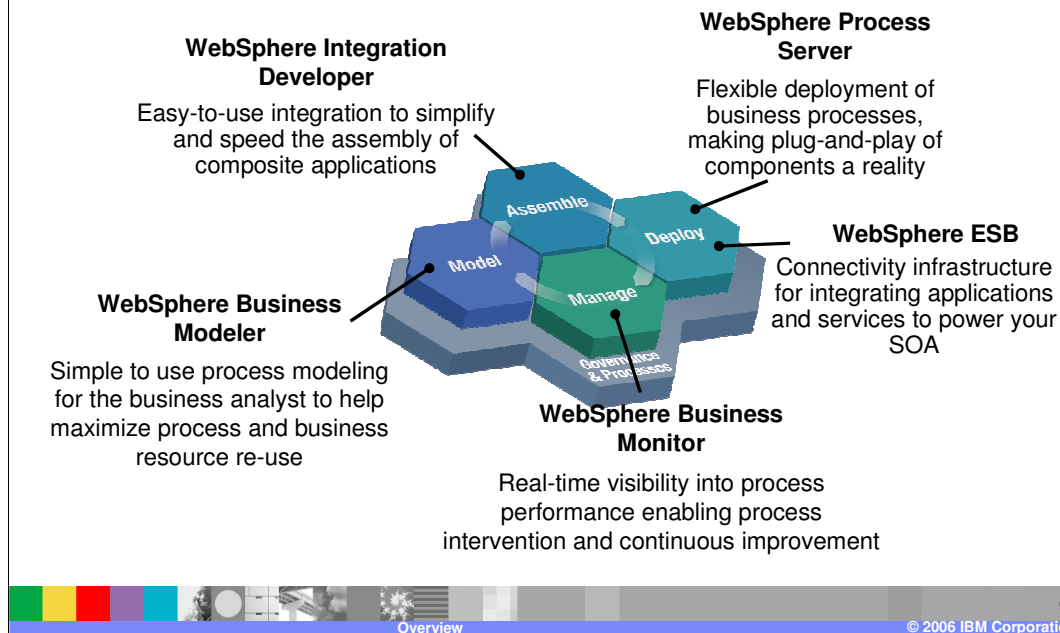 WebSphere Integration
Developer
Easy-to-use integration to simplify
and speed the assembly of
composite applications
WebSphere Process
Server
Flexible deployment of
business processes,
making plug-and-play of
components a reality
Assemble
Deploy
Model
Manage
Governance
& Processes
WebSphere ESB
Connectivity infrastructure
for integrating applications
and services to power your
SOA
WebSphere Business
Modeler
Simple to use process modeling
for the business analyst to help
maximize process and business
resource re-use
WebSphere Business
Monitor
Real-time visibility into process
performance enabling process
intervention and continuous improvement
Overview
© 2006 IBM Corporati